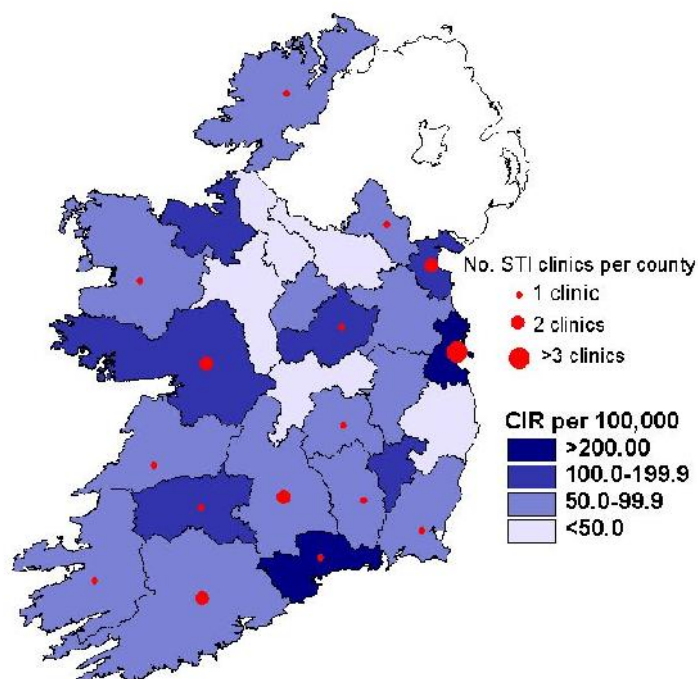 No. STI clinics per county
1 clinic
2 clinics
>3 clinics
CIR per 100,000
>200.00
100.0-199.9
50.0-99.9
<50.0